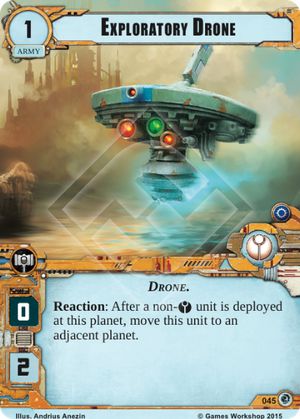 1
EXPLORATORY DRONE
ARMY
DRONE.
Reaction: After a non- unit is deployed
at this planet, move this unit to an
adjacent planet.
0
2
045
Illus. Andrius Anezin
© Games Workshop 2015